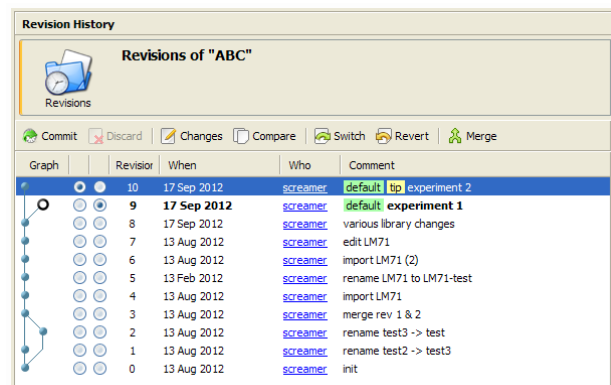 Revision History
Revisions of "ABC"
Revisions
Commit Discard Changes Compare Switch Revert Merge
Graph Revision When Who Comment
10 17 Sep 2012 screamer default tip experiment 2
9 17 Sep 2012 screamer default experiment 1
8 17 Sep 2012 screamer various library changes
7 13 Aug 2012 screamer edit LM71
6 13 Aug 2012 screamer import LM71 (2)
5 13 Feb 2012 screamer rename LM71 to LM71-test
4 13 Aug 2012 screamer import LM71
3 13 Aug 2012 screamer merge rev 1 & 2
2 13 Aug 2012 screamer rename test3 -> test
1 13 Aug 2012 screamer rename test2 -> test3
0 13 Aug 2012 screamer init